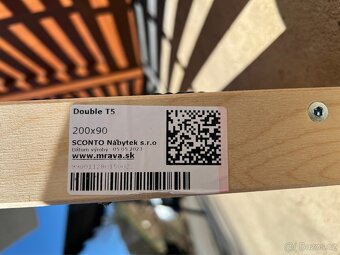 Double T5
200x90
SCONTO Nábytek s.r.o
Dátum výroby : 05.05.2023
www.mrava.sk